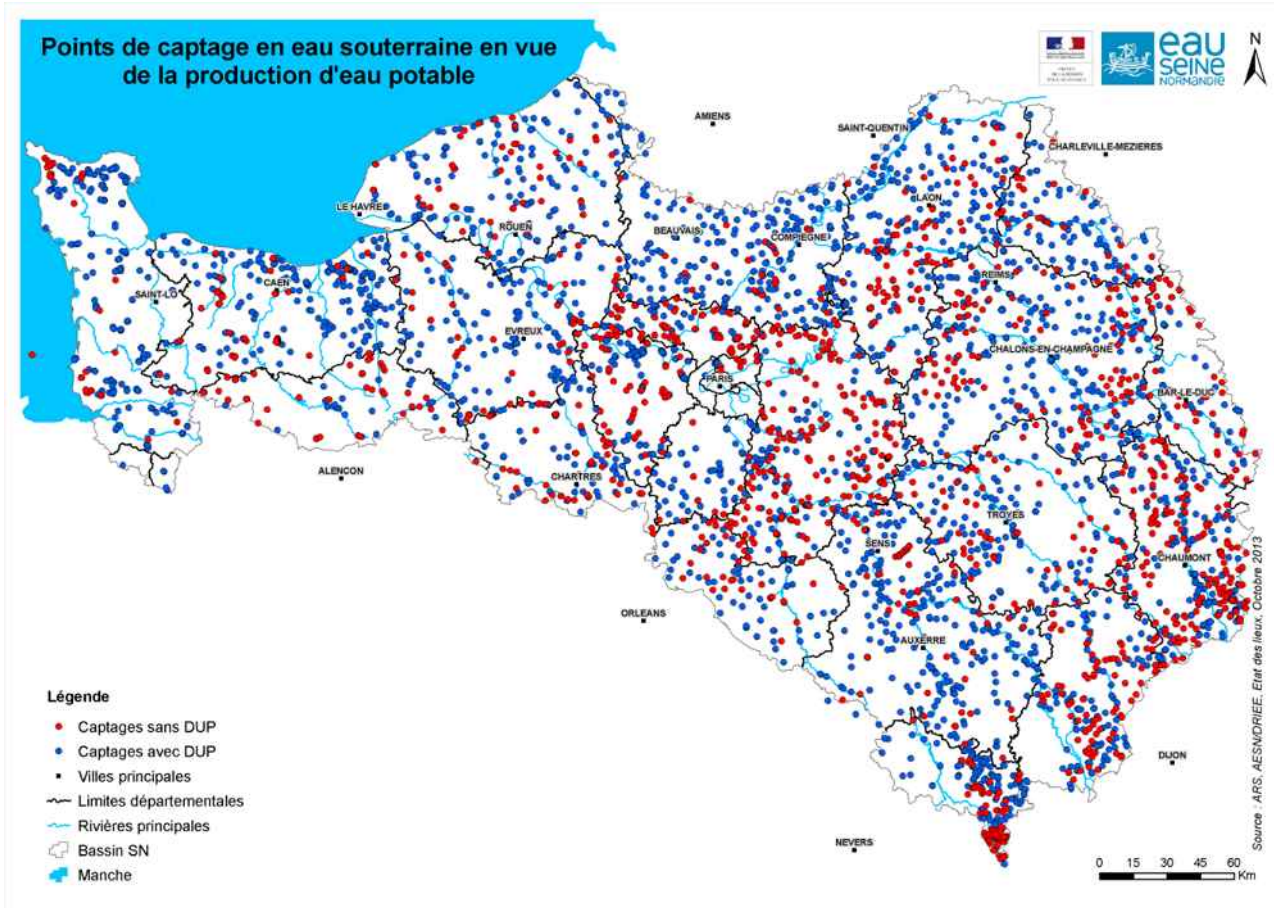 Points de captage en eau souterraine en vue
de la production d'eau potable
eau
SEINE
NORMANDIE
N
AMIENS
SAINT-QUENTIN
CHARLEVILLE-MEZIERES
LAON
LE HAVRE
ROUEN
BEAUVAIS
COMPIEGNE
REIMS
CAEN
SAINT-LO
EVREUX
CHALONS-EN-CHAMPAGNE
PARIS
BAR-LE-DUC
ALENCON
CHARTRES
TROYES
SENS
CHAUMONT
ORLEANS
AUXERRE
DIJON
NEVERS
Légende
Captages sans DUP
Captages avec DUP
Villes principales
Limites départementales
Rivières principales
Bassin SN
Manche
0 15 30 45 60
Km
Source : ARS, AESN/DRIEE, Etat des lieux, Octobre 2013